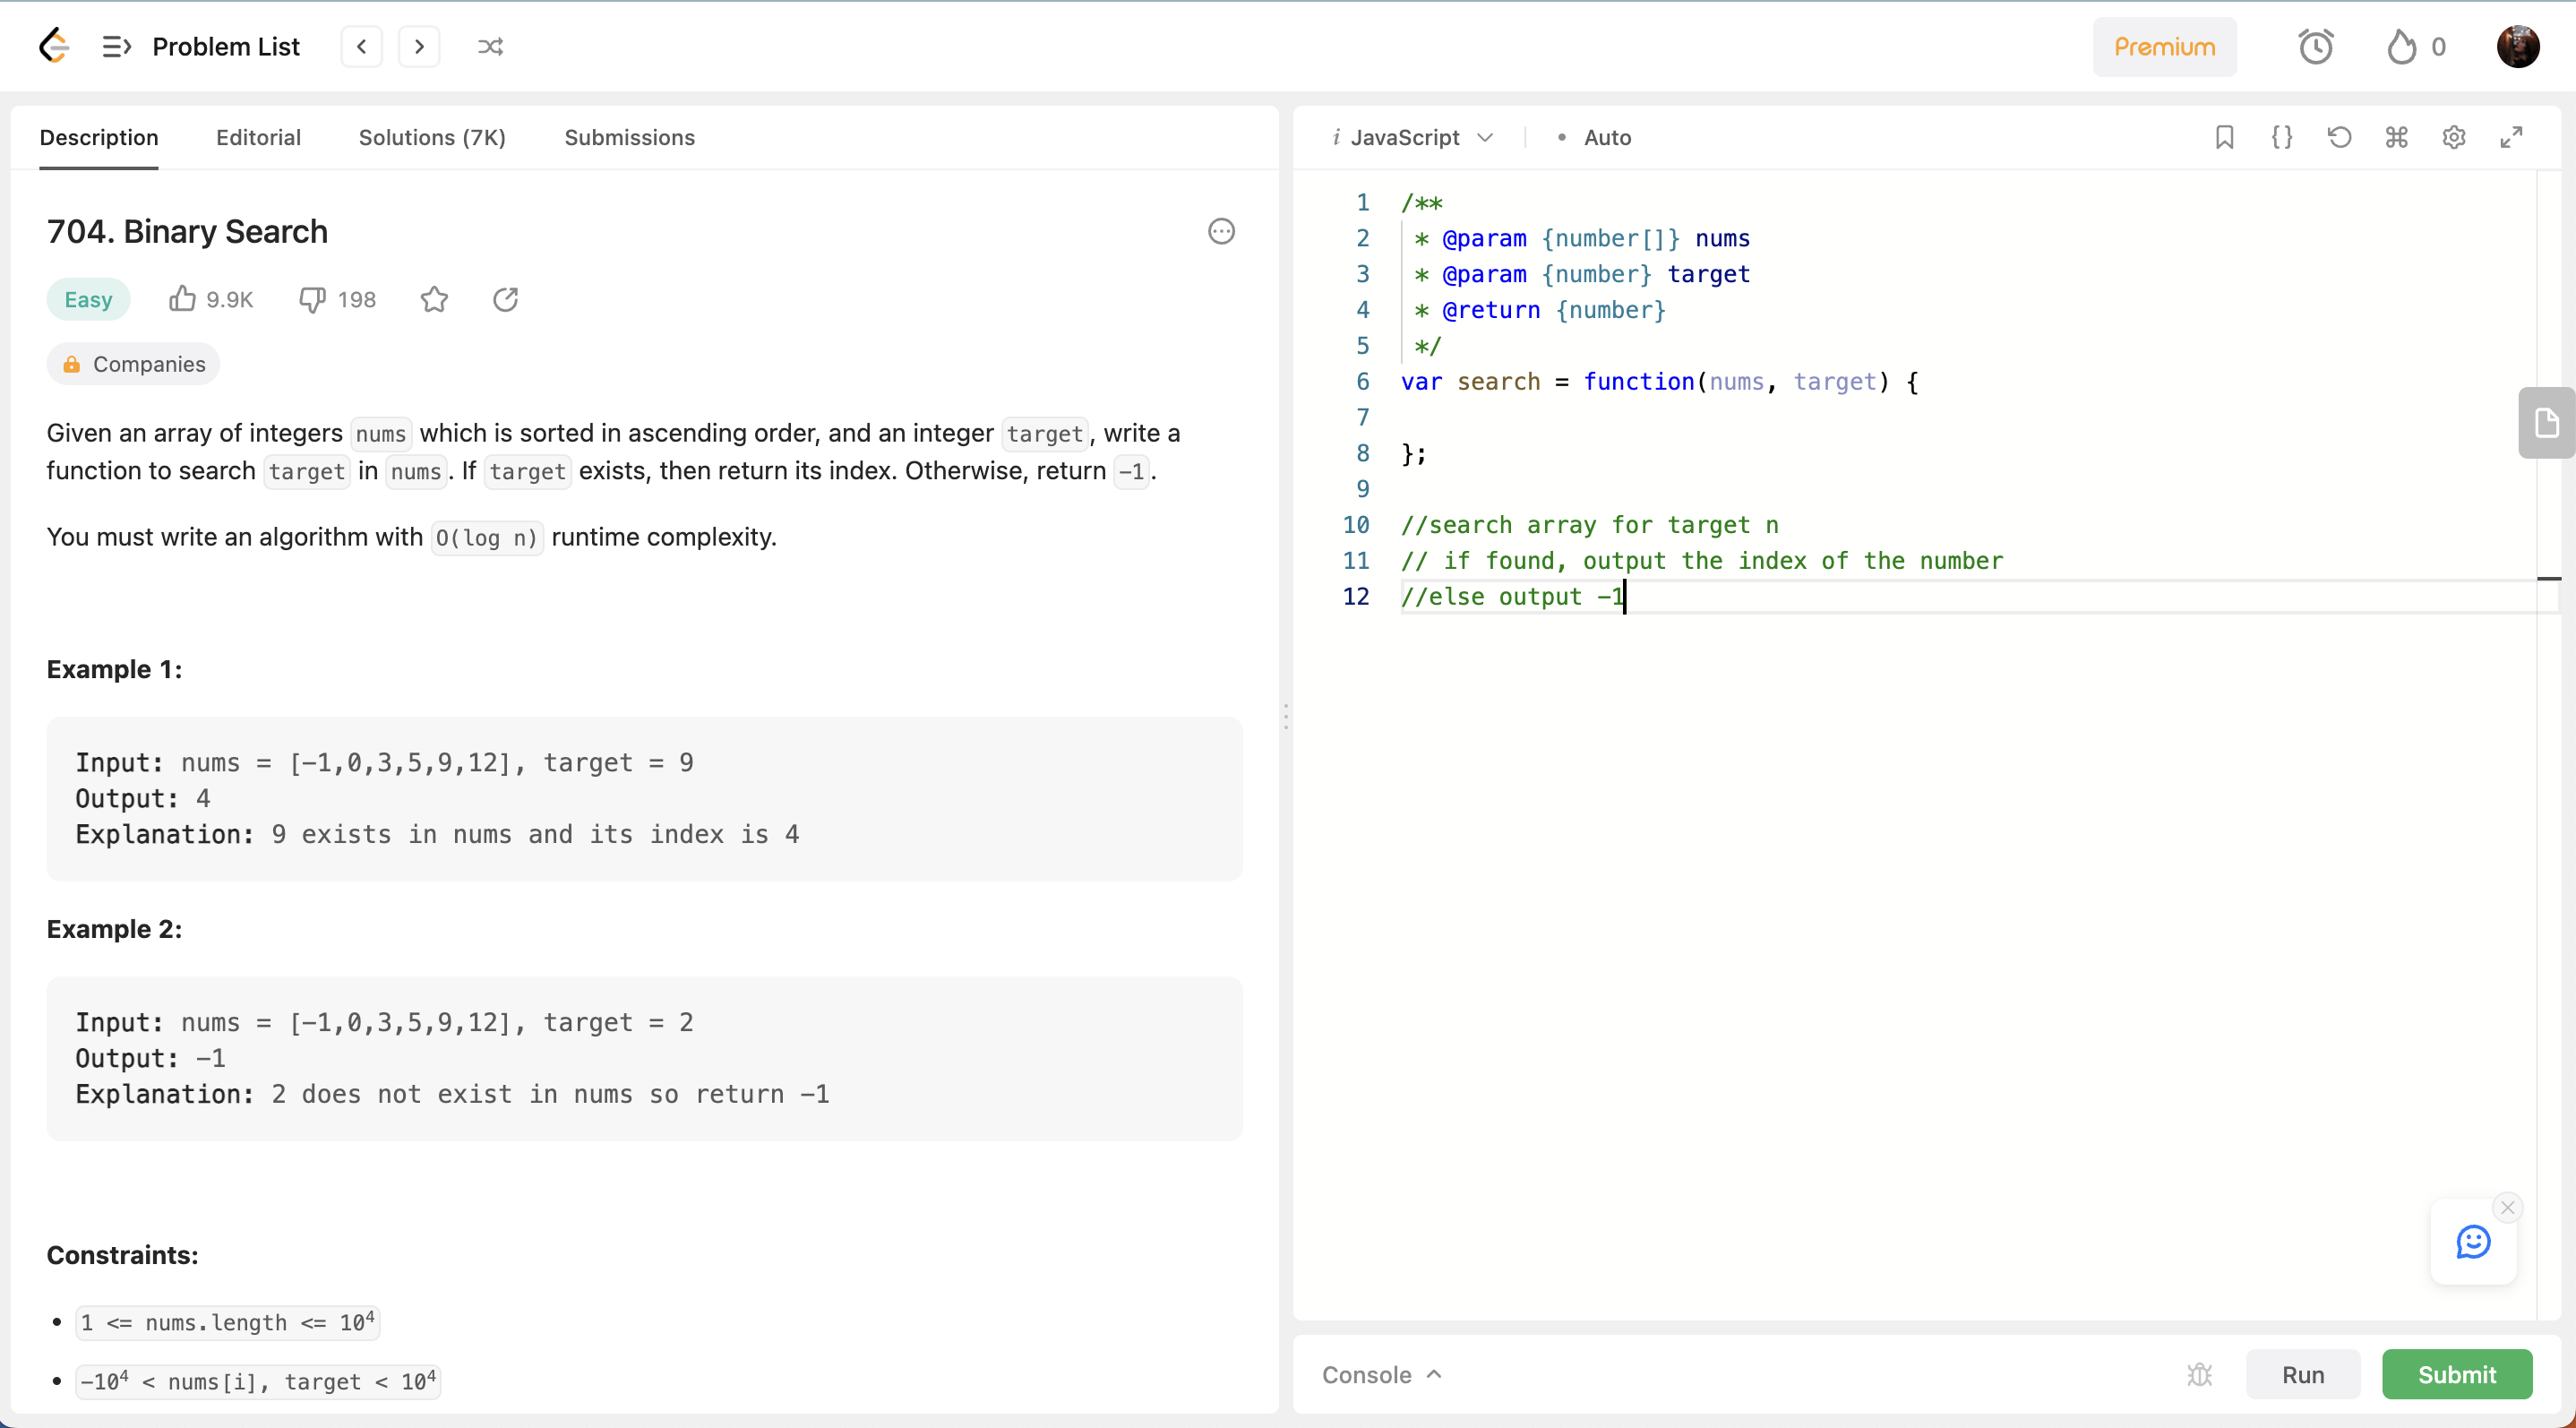 Problem List
Premium
0
Description Editorial Solutions (7K) Submissions
704. Binary Search
Easy 9.9K 198
Companies
Given an array of integers nums which is sorted in ascending order, and an integer target, write a
function to search target in nums. If target exists, then return its index. Otherwise, return -1.
You must write an algorithm with O(log n) runtime complexity.
Example 1:
Input: nums = [-1,0,3,5,9,12], target = 9
Output: 4
Explanation: 9 exists in nums and its index is 4
Example 2:
Input: nums = [-1,0,3,5,9,12], target = 2
Output: -1
Explanation: 2 does not exist in nums so return -1
Constraints:
• 1 <= nums.length <= 10⁴
• -10⁴ < nums[i], target < 10⁴
i JavaScript • Auto
1 /**
2 * @param {number[]} nums
3 * @param {number} target
4 * @return {number}
5 */
6 var search = function(nums, target) {
7
8 };
9
10 //search array for target n
11 // if found, output the index of the number
12 //else output -1
Console Run Submit